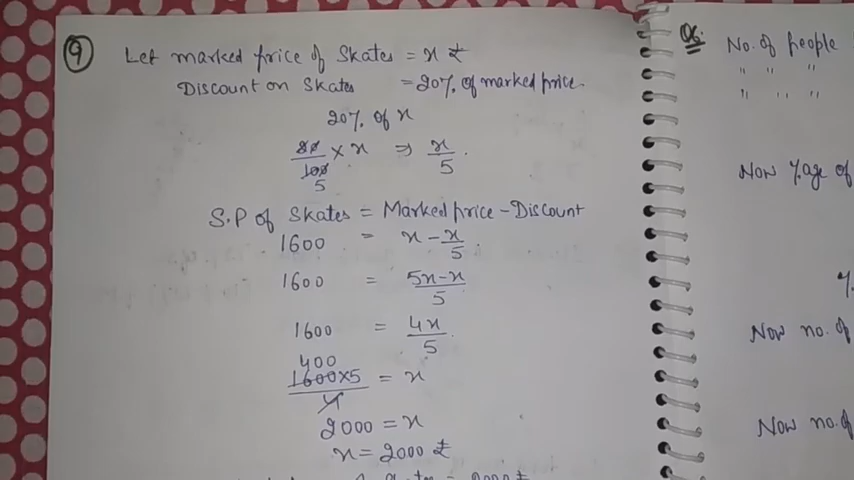 9 Let marked price of Skates = x ₹
Discount on Skates = 20% of marked price.
20% of x
20/100 × x ⇒ x/5.
5
S.P of Skates = Marked price - Discount
1600 = x - x/5.
1600 = 5x-x/5
1600 = 4x/5.
400
1600×5/4 = x
2000 = x
x = 2000 ₹
Q6. No. of people
" " "
" " "
Now %age of
%
Now no. of
Now no. of